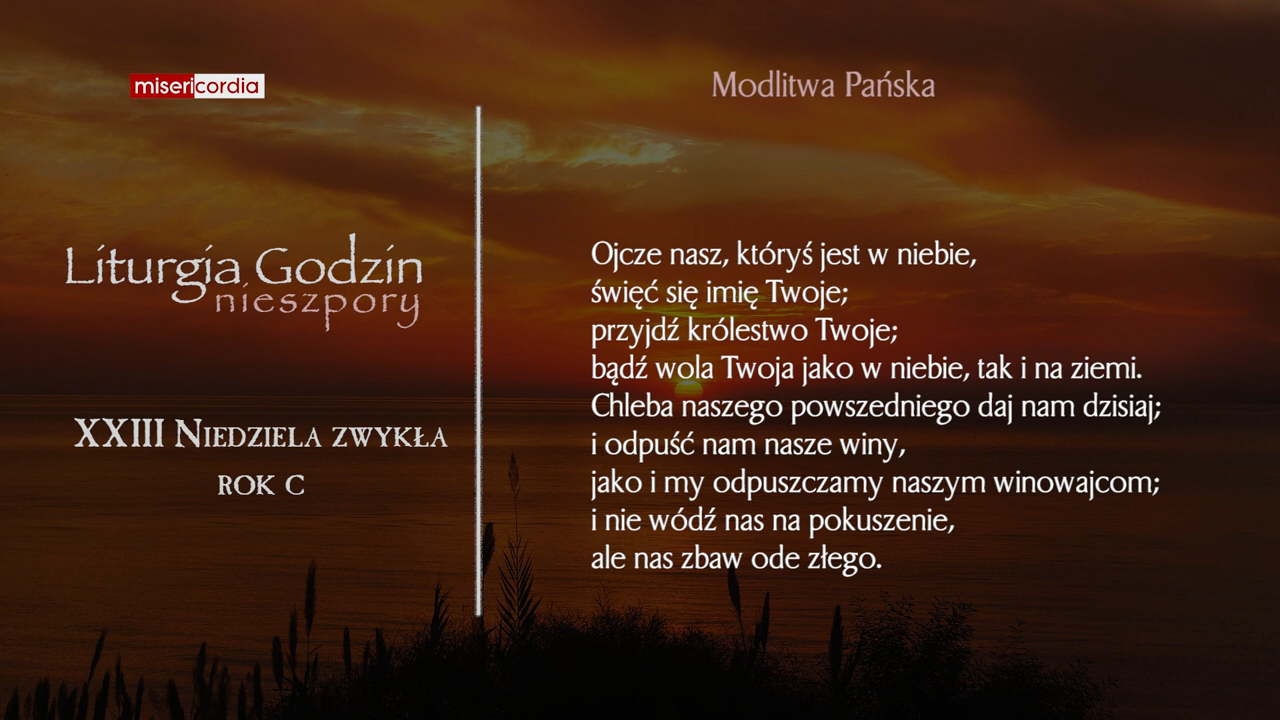 misericordia
Liturgia Godzin
nieszpory
XXIII Niedziela zwykła
rok C
Modlitwa Pańska
Ojcze nasz, któryś jest w niebie,
święć się imię Twoje;
przyjdź królestwo Twoje;
bądź wola Twoja jako w niebie, tak i na ziemi.
Chleba naszego powszedniego daj nam dzisiaj;
i odpuść nam nasze winy,
jako i my odpuszczamy naszym winowajcom;
i nie wódź nas na pokuszenie,
ale nas zbaw ode złego.